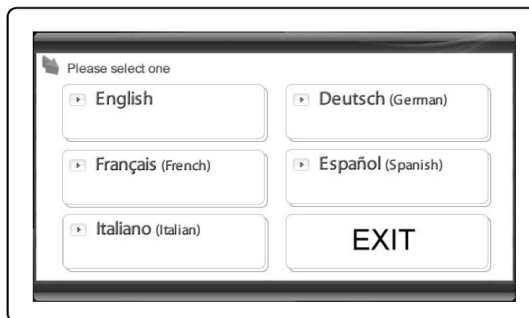 Please select one
English
Deutsch (German)
Français (French)
Español (Spanish)
Italiano (Italian)
EXIT